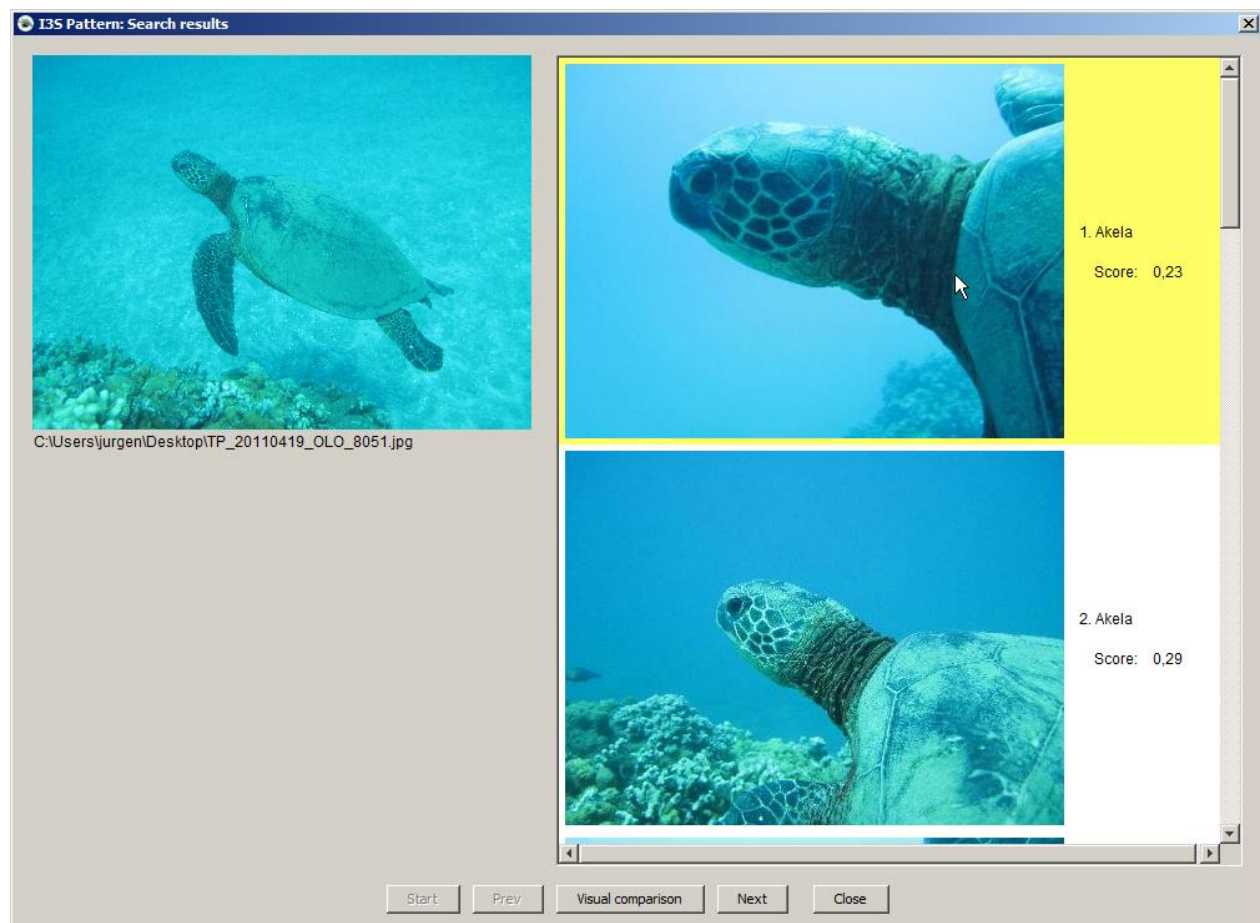 I3S Pattern: Search results
C:\Users\jurgen\Desktop\TP_20110419_OLO_8051.jpg
1. Akela
Score: 0,23
2. Akela
Score: 0,29
Start Prev Visual comparison Next Close